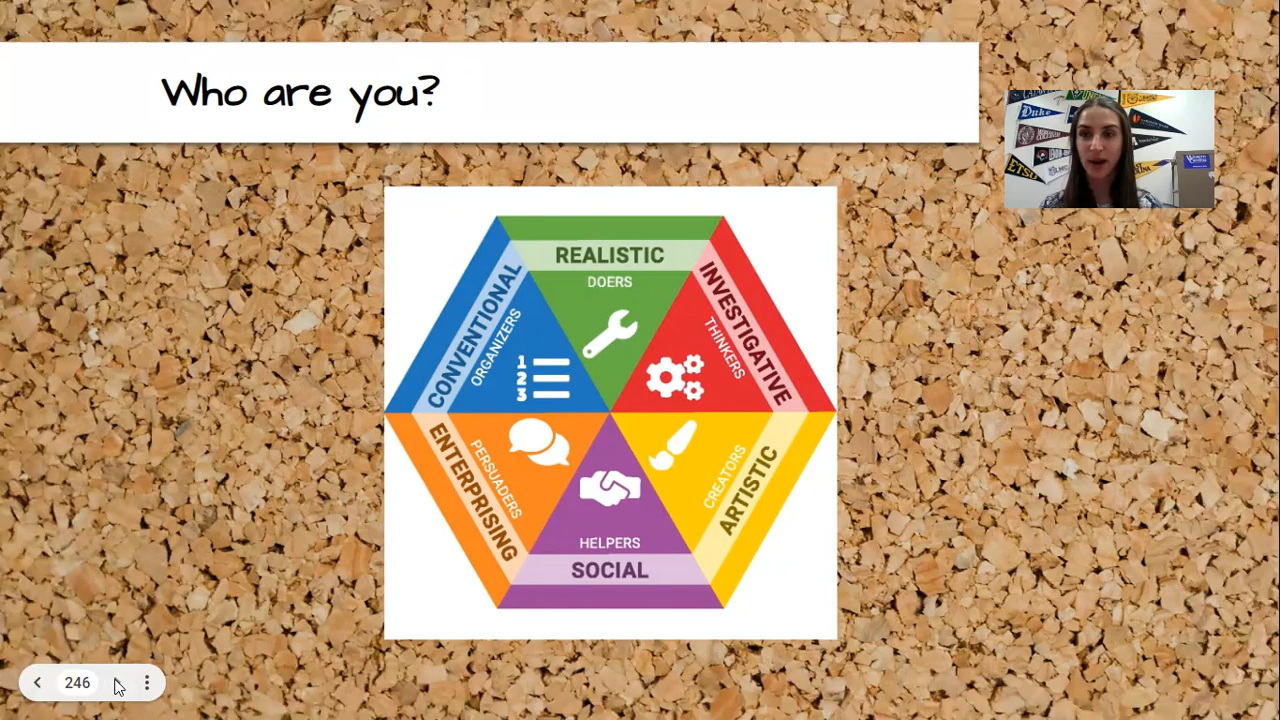 Who are you?
Duke
ETSU
REALISTIC
DOERS
INVESTIGATIVE
THINKERS
CONVENTIONAL
ORGANIZERS
1
2
3
ENTERPRISING
PERSUADERS
CREATORS
ARTISTIC
HELPERS
SOCIAL
246